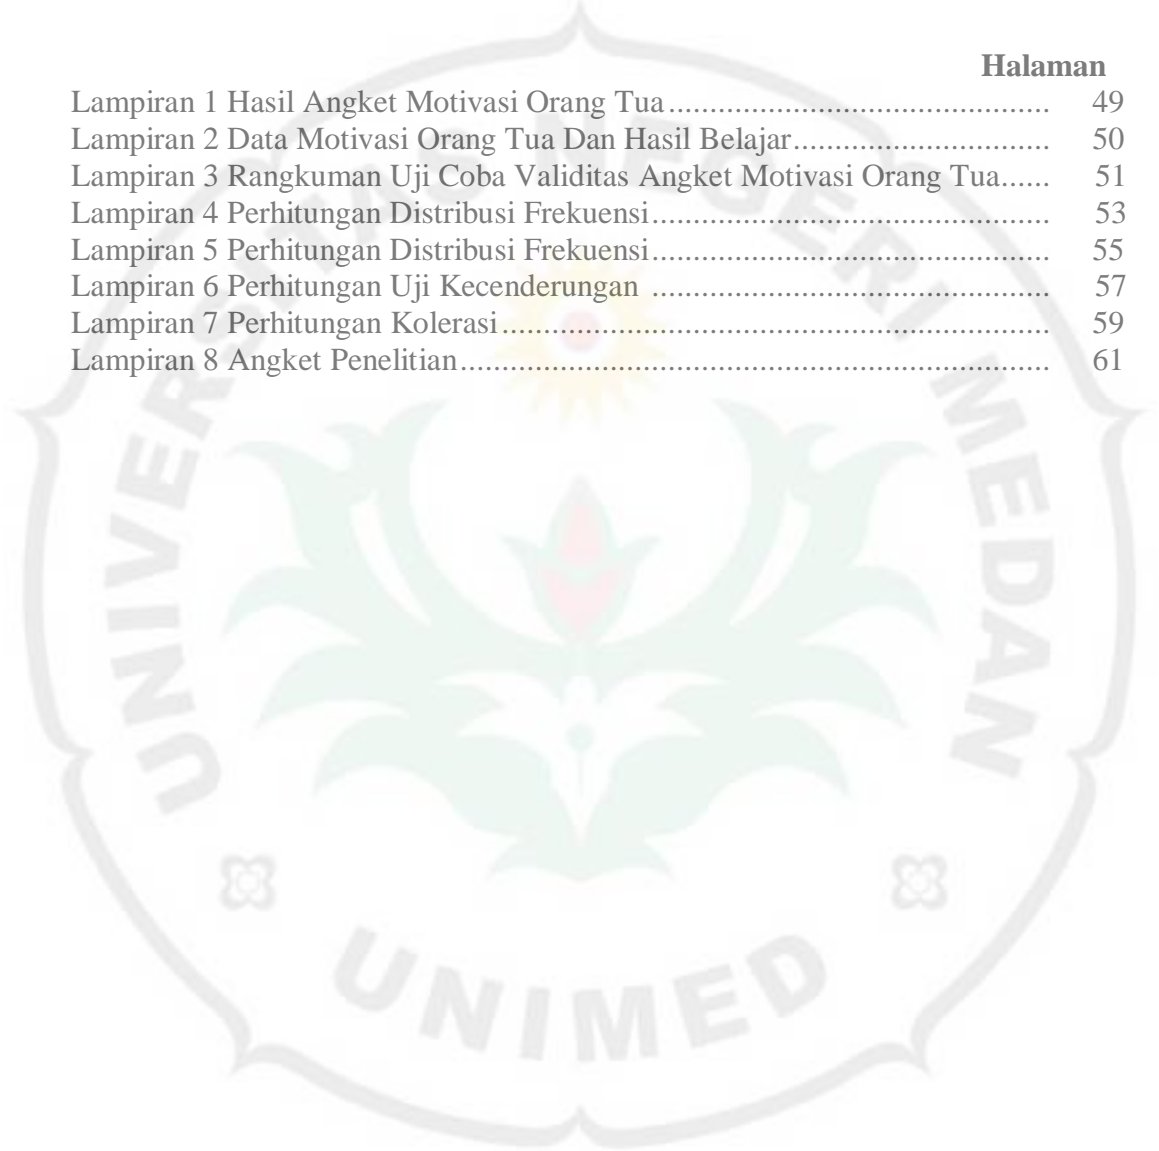 Halaman
Lampiran 1 Hasil Angket Motivasi Orang Tua.......................................... 49
Lampiran 2 Data Motivasi Orang Tua Dan Hasil Belajar............................ 50
Lampiran 3 Rangkuman Uji Coba Validitas Angket Motivasi Orang Tua...... 51
Lampiran 4 Perhitungan Distribusi Frekuensi............................................ 53
Lampiran 5 Perhitungan Distribusi Frekuensi............................................ 55
Lampiran 6 Perhitungan Uji Kecenderungan ............................................ 57
Lampiran 7 Perhitungan Kolerasi.............................................................. 59
Lampiran 8 Angket Penelitian................................................................... 61
UNIVERSITAS NEGERI MEDAN
UNIMED